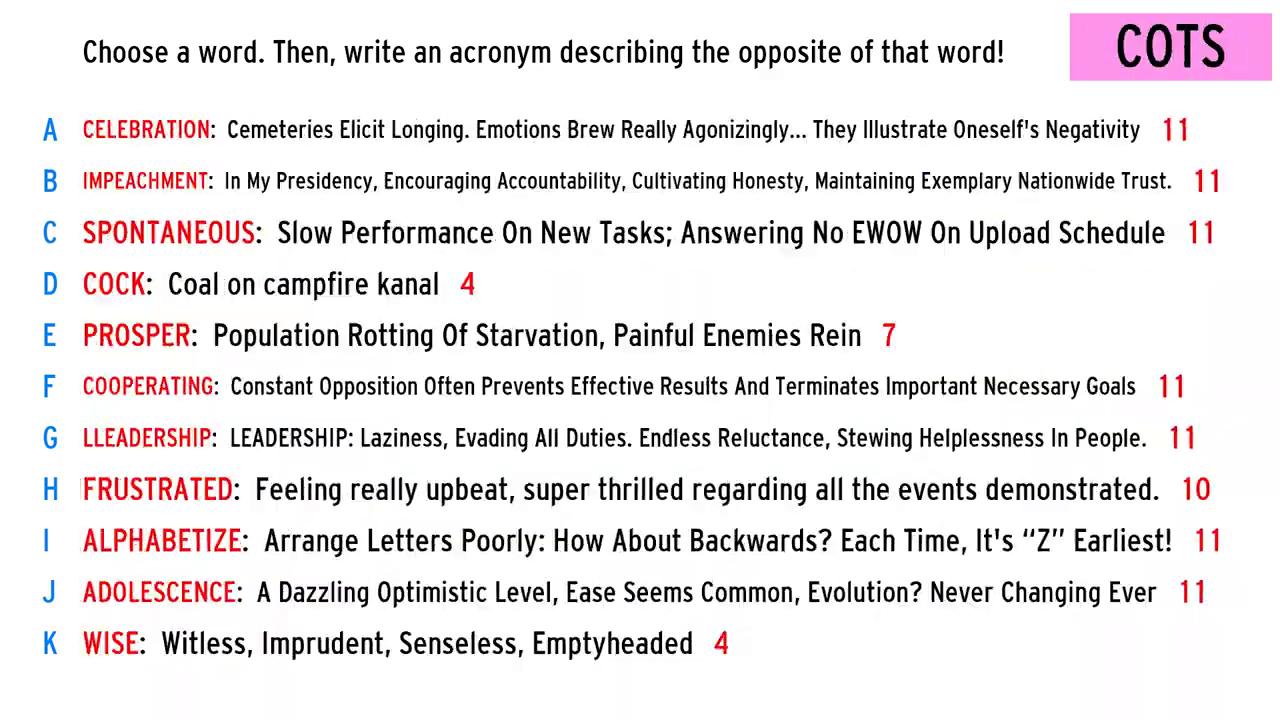 Choose a word. Then, write an acronym describing the opposite of that word!
COTS
A CELEBRATION: Cemeteries Elicit Longing. Emotions Brew Really Agonizingly... They Illustrate Oneself's Negativity 11
B IMPEACHMENT: In My Presidency, Encouraging Accountability, Cultivating Honesty, Maintaining Exemplary Nationwide Trust. 11
C SPONTANEOUS: Slow Performance On New Tasks; Answering No EWOW On Upload Schedule 11
D COCK: Coal on campfire kanal 4
E PROSPER: Population Rotting Of Starvation, Painful Enemies Rein 7
F COOPERATING: Constant Opposition Often Prevents Effective Results And Terminates Important Necessary Goals 11
G LLEADERSHIP: LEADERSHIP: Laziness, Evading All Duties. Endless Reluctance, Stewing Helplessness In People. 11
H FRUSTRATED: Feeling really upbeat, super thrilled regarding all the events demonstrated. 10
I ALPHABETIZE: Arrange Letters Poorly: How About Backwards? Each Time, It's “Z” Earliest! 11
J ADOLESCENCE: A Dazzling Optimistic Level, Ease Seems Common, Evolution? Never Changing Ever 11
K WISE: Witless, Imprudent, Senseless, Emptyheaded 4